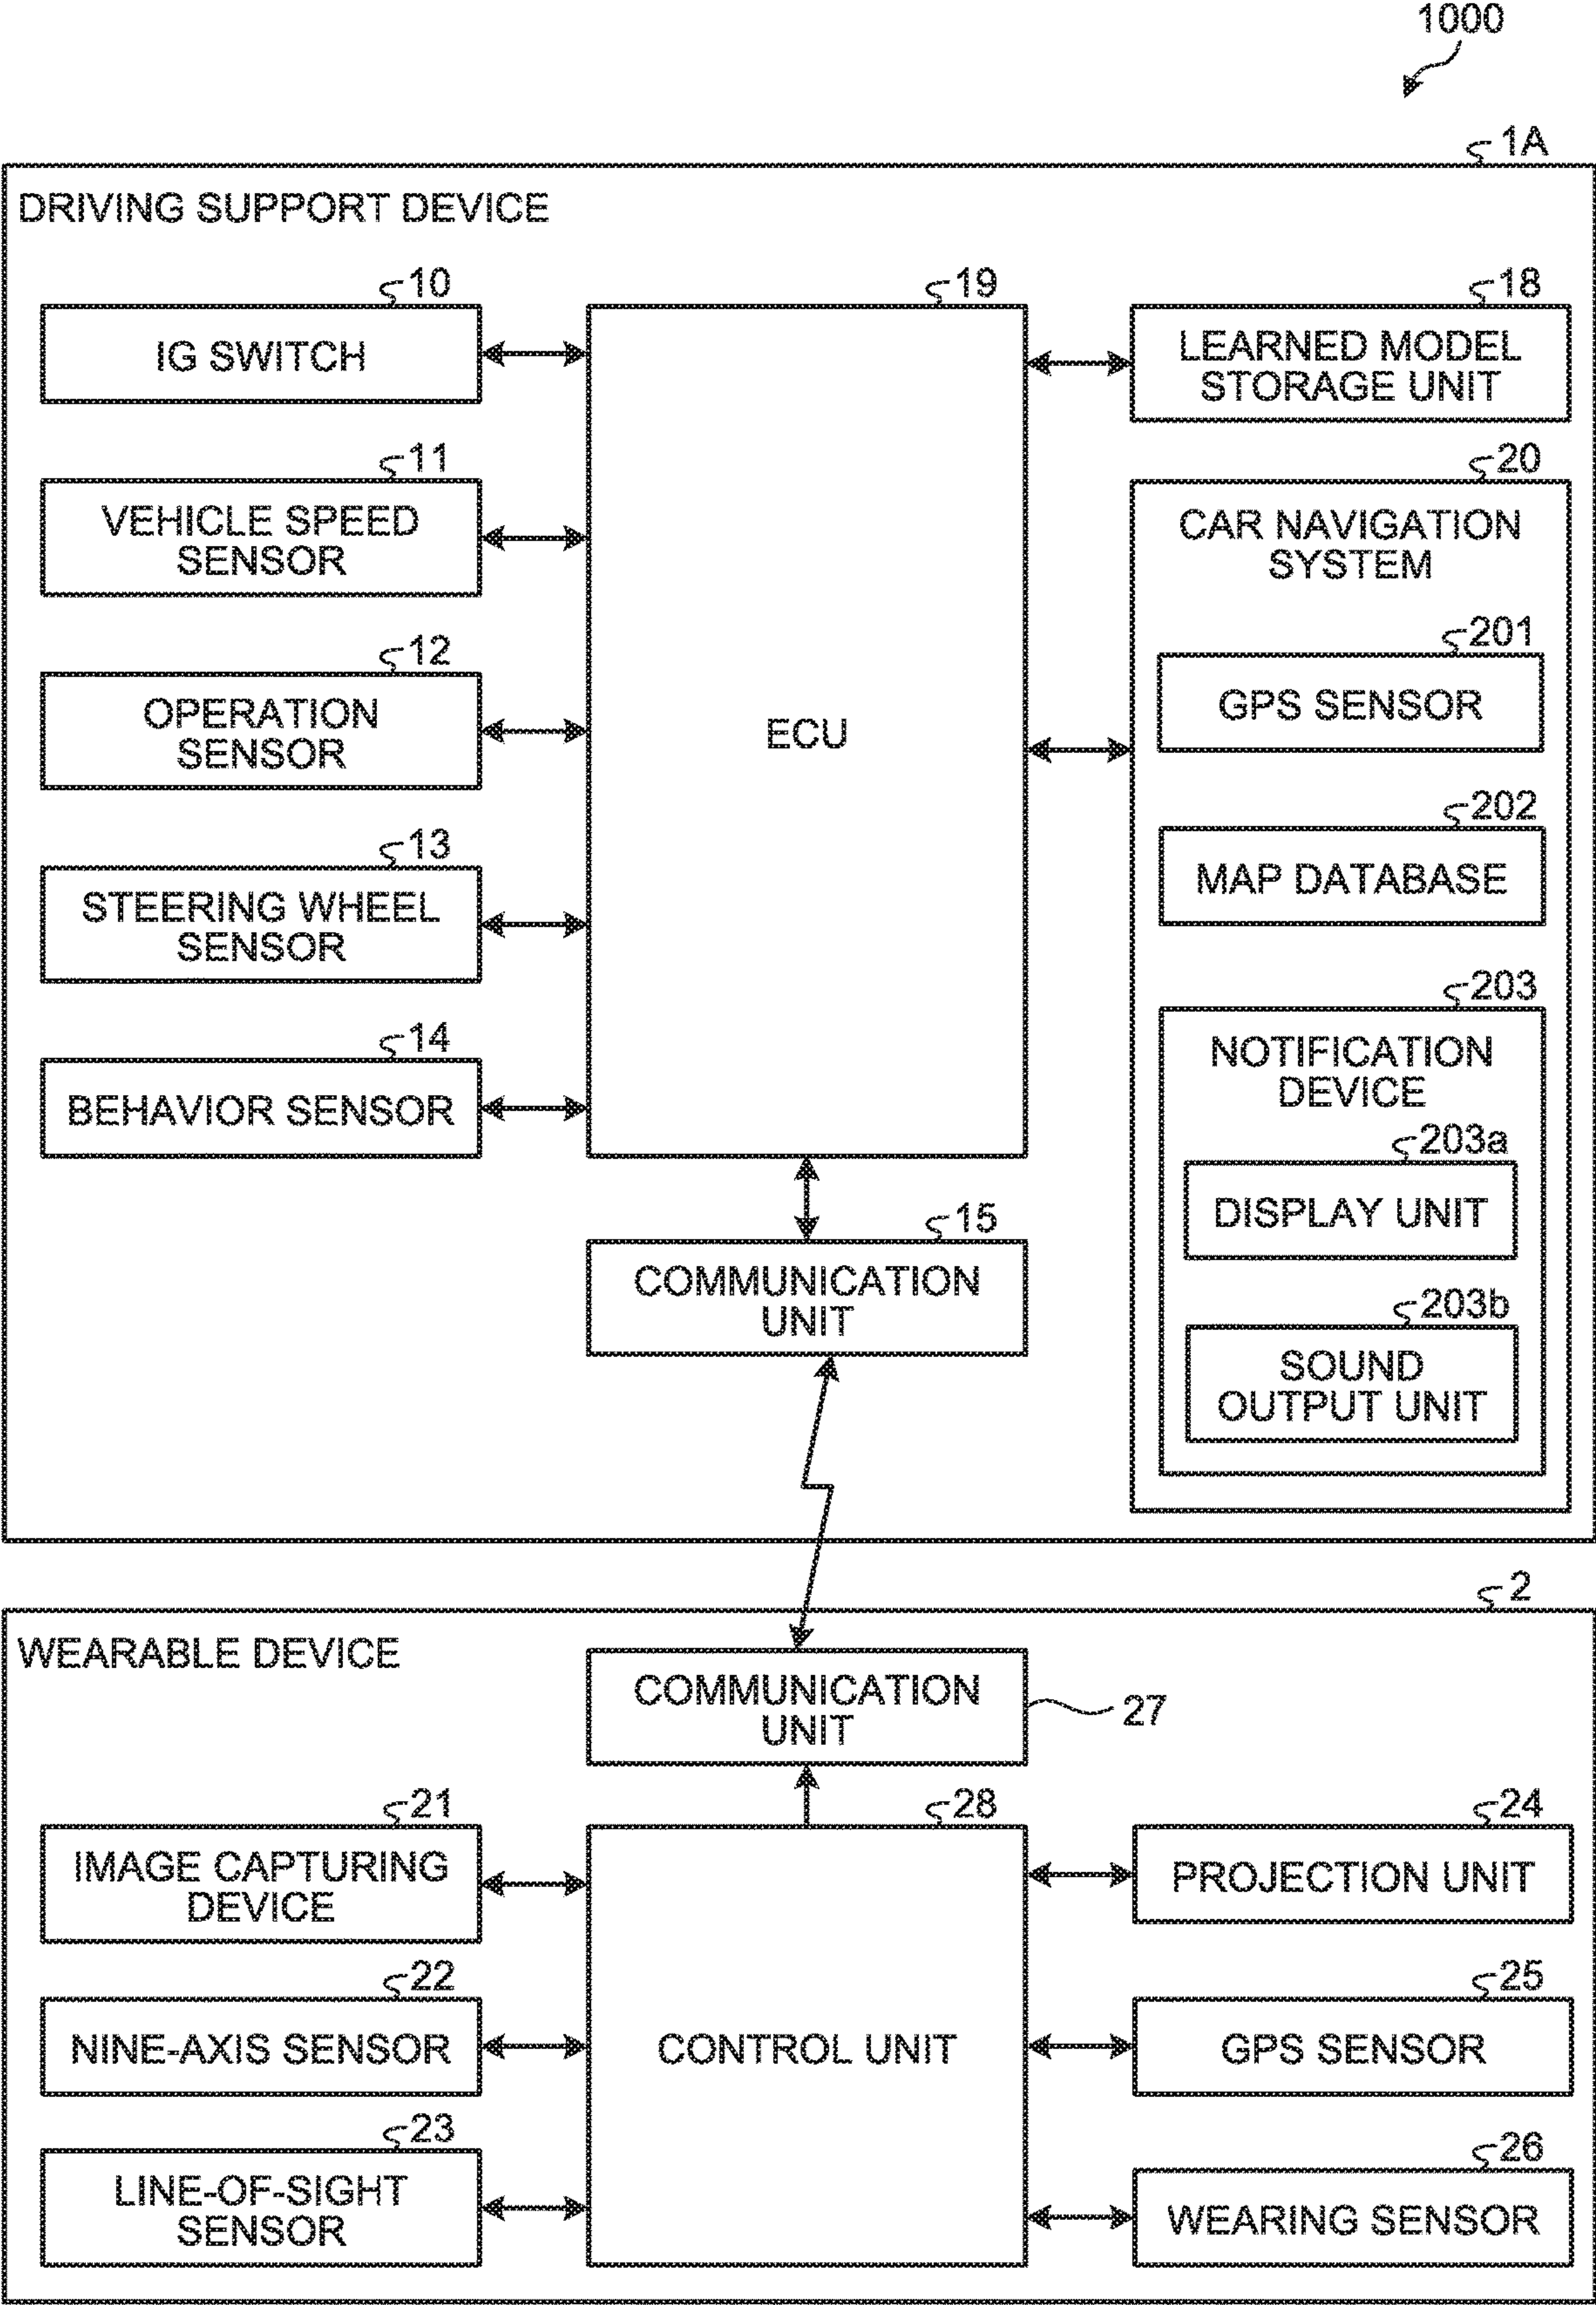 1000
1A
DRIVING SUPPORT DEVICE
10
IG SWITCH
11
VEHICLE SPEED
SENSOR
12
OPERATION
SENSOR
13
STEERING WHEEL
SENSOR
14
BEHAVIOR SENSOR
19
ECU
15
COMMUNICATION
UNIT
18
LEARNED MODEL
STORAGE UNIT
20
CAR NAVIGATION
SYSTEM
201
GPS SENSOR
202
MAP DATABASE
203
NOTIFICATION
DEVICE
203a
DISPLAY UNIT
203b
SOUND
OUTPUT UNIT
2
WEARABLE DEVICE
COMMUNICATION
UNIT
27
21
IMAGE CAPTURING
DEVICE
22
NINE-AXIS SENSOR
23
LINE-OF-SIGHT
SENSOR
28
CONTROL UNIT
24
PROJECTION UNIT
25
GPS SENSOR
26
WEARING SENSOR